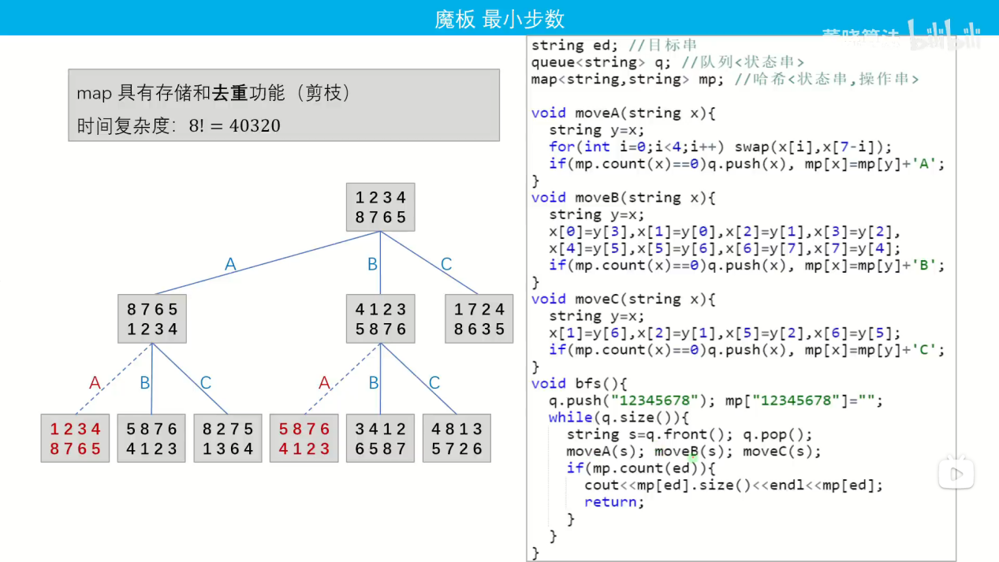 魔板 最小步数
董晓算法 bilibili
map 具有存储和去重功能（剪枝）
时间复杂度：8! = 40320
1 2 3 4
8 7 6 5
A
B
C
8 7 6 5
1 2 3 4
4 1 2 3
5 8 7 6
1 7 2 4
8 6 3 5
A
B
C
A
B
C
1 2 3 4
8 7 6 5
5 8 7 6
4 1 2 3
8 2 7 5
1 3 6 4
5 8 7 6
4 1 2 3
3 4 1 2
6 5 8 7
4 8 1 3
5 7 2 6
string ed; //目标串
queue<string> q; //队列<状态串>
map<string,string> mp; //哈希<状态串,操作串>
void moveA(string x){
  string y=x;
  for(int i=0;i<4;i++) swap(x[i],x[7-i]);
  if(mp.count(x)==0)q.push(x), mp[x]=mp[y]+'A';
}
void moveB(string x){
  string y=x;
  x[0]=y[3],x[1]=y[0],x[2]=y[1],x[3]=y[2],
  x[4]=y[5],x[5]=y[6],x[6]=y[7],x[7]=y[4];
  if(mp.count(x)==0)q.push(x), mp[x]=mp[y]+'B';
}
void moveC(string x){
  string y=x;
  x[1]=y[6],x[2]=y[1],x[5]=y[2],x[6]=y[5];
  if(mp.count(x)==0)q.push(x), mp[x]=mp[y]+'C';
}
void bfs(){
  q.push("12345678"); mp["12345678"]="";
  while(q.size()){
    string s=q.front(); q.pop();
    moveA(s); moveB(s); moveC(s);
    if(mp.count(ed)){
      cout<<mp[ed].size()<<endl<<mp[ed];
      return;
    }
  }
}